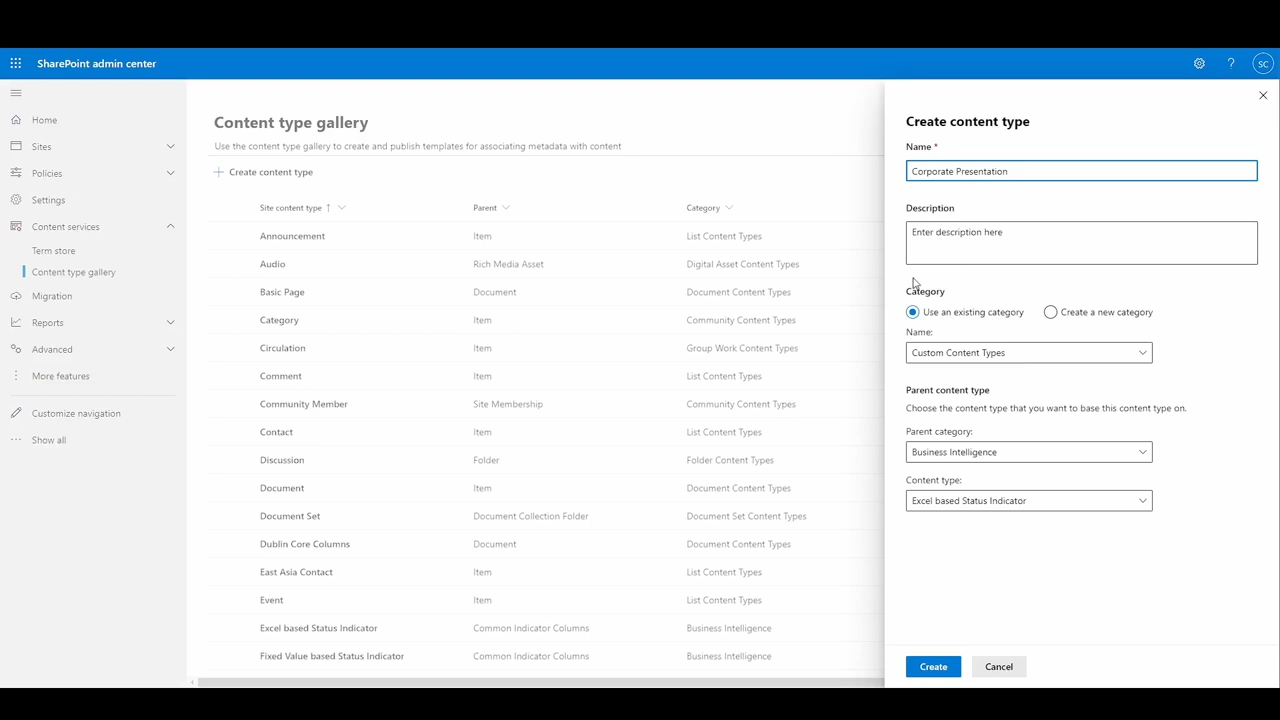 SharePoint admin center
?
SC
Home
Sites
Policies
Settings
Content services
Term store
Content type gallery
Migration
Reports
Advanced
More features
Customize navigation
Show all
Content type gallery
Use the content type gallery to create and publish templates for associating metadata with content
Create content type
Site content type Parent Category
Announcement Item List Content Types
Audio Rich Media Asset Digital Asset Content Types
Basic Page Document Document Content Types
Category Item Community Content Types
Circulation Item Group Work Content Types
Comment Item List Content Types
Community Member Site Membership Community Content Types
Contact Item List Content Types
Discussion Folder Folder Content Types
Document Item Document Content Types
Document Set Document Collection Folder Document Set Content Types
Dublin Core Columns Document Document Content Types
East Asia Contact Item List Content Types
Event Item List Content Types
Excel based Status Indicator Common Indicator Columns Business Intelligence
Fixed Value based Status Indicator Common Indicator Columns Business Intelligence
Create content type
Name *
Corporate Presentation
Description
Enter description here
Category
Use an existing category Create a new category
Name:
Custom Content Types
Parent content type
Choose the content type that you want to base this content type on.
Parent category:
Business Intelligence
Content type:
Excel based Status Indicator
Create Cancel